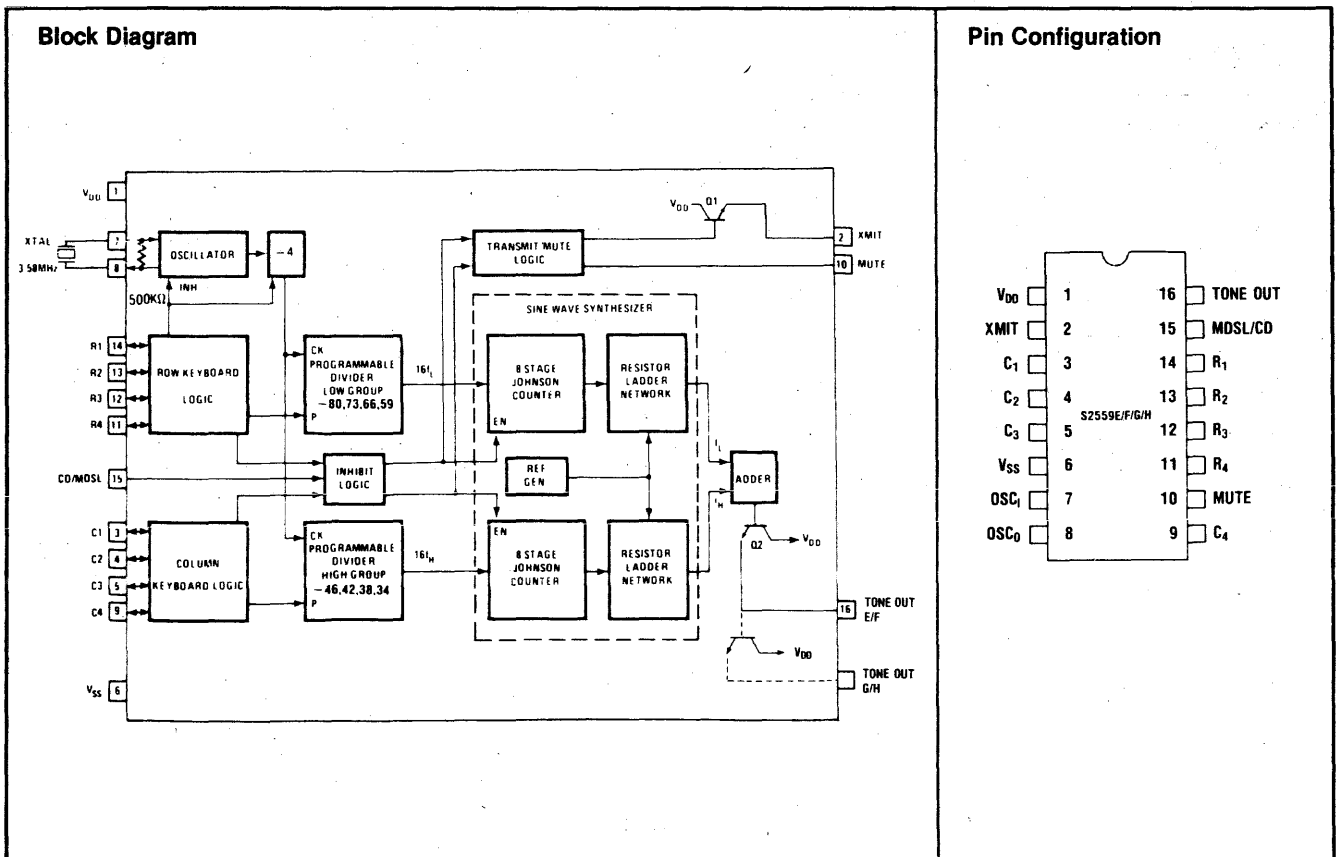 Block Diagram
V_DD 1
XTAL 7
3 58MHz 8
OSCILLATOR
−4
INH
500KΩ
R1 14
R2 13
R3 12
R4 11
ROW KEYBOARD
LOGIC
CK
PROGRAMMABLE
DIVIDER
LOW GROUP
−80,73,66,59
P
16f_L
CD/MDSL 15
INHIBIT
LOGIC
C1 3
C2 4
C3 5
C4 9
COLUMN
KEYBOARD LOGIC
CK
PROGRAMMABLE
DIVIDER
HIGH GROUP
−46,42,38,34
P
16f_H
V_SS 6
TRANSMIT/MUTE
LOGIC
V_DD
Q1
2 XMIT
10 MUTE
SINE WAVE SYNTHESIZER
8 STAGE
JOHNSON
COUNTER
EN
RESISTOR
LADDER
NETWORK
REF
GEN
EN
8 STAGE
JOHNSON
COUNTER
RESISTOR
LADDER
NETWORK
I_L
I_H
ADDER
Q2
V_DD
16 TONE OUT
E/F
V_DD
TONE OUT
G/H
Pin Configuration
V_DD 1
XMIT 2
C_1 3
C_2 4
C_3 5
V_SS 6
OSC_I 7
OSC_O 8
S2559E/F/G/H
16 TONE OUT
15 MDSL/CD
14 R_1
13 R_2
12 R_3
11 R_4
10 MUTE
9 C_4